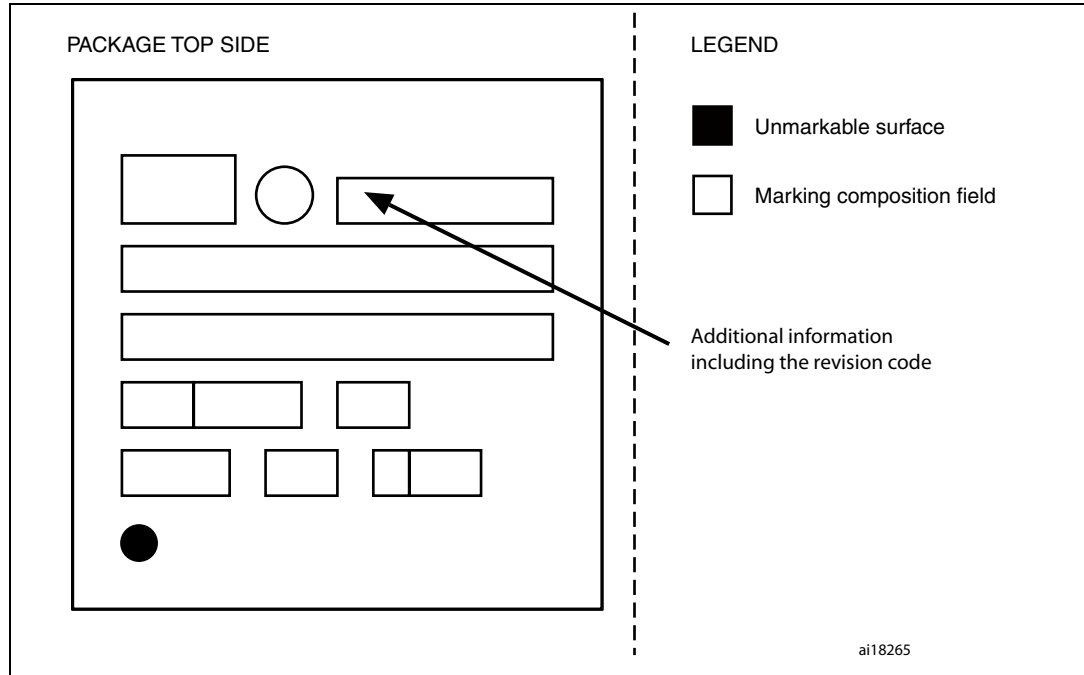 PACKAGE TOP SIDE
LEGEND
Unmarkable surface
Marking composition field
Additional information
including the revision code
ai18265